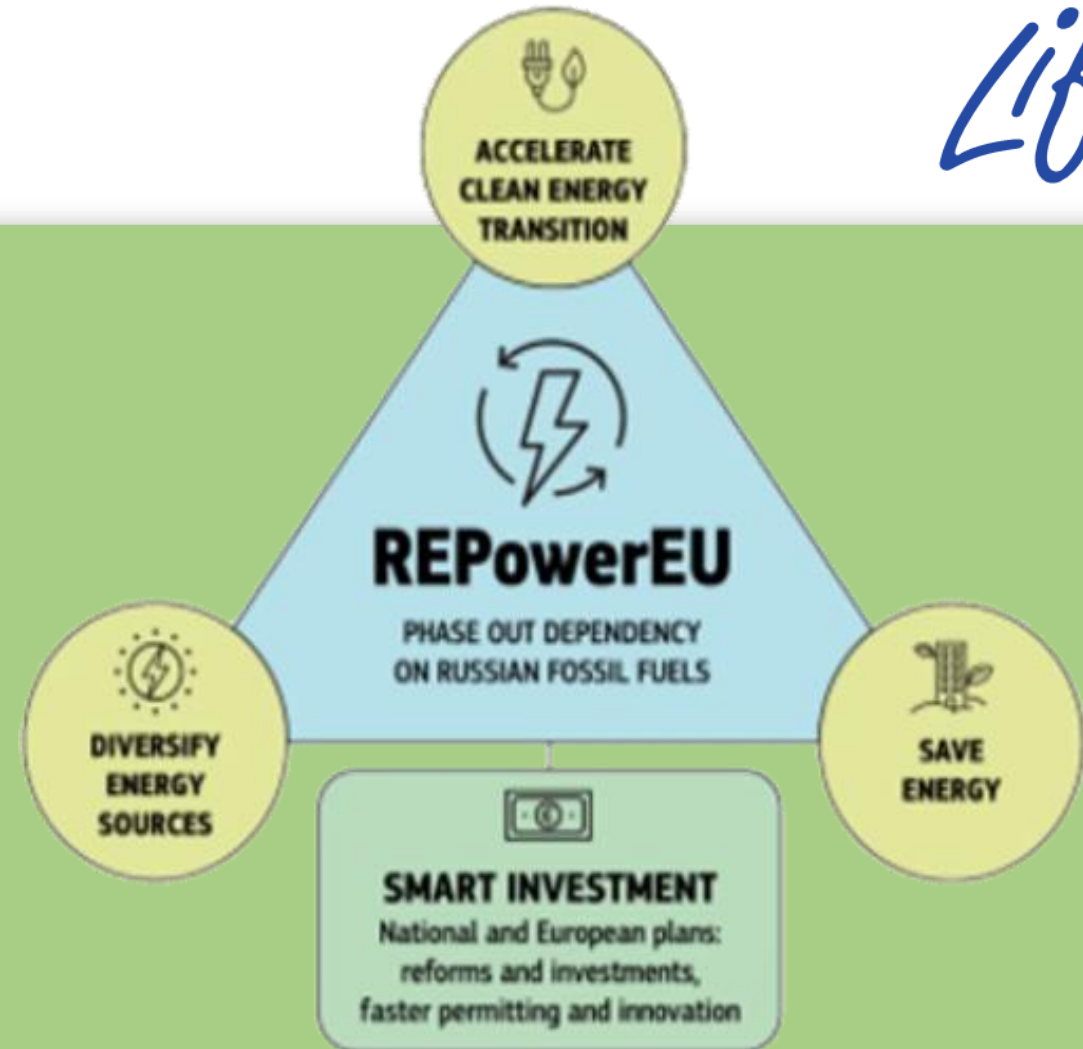 ACCELERATE
CLEAN ENERGY
TRANSITION
REPowerEU
PHASE OUT DEPENDENCY
ON RUSSIAN FOSSIL FUELS
DIVERSIFY
ENERGY
SOURCES
SAVE
ENERGY
SMART INVESTMENT
National and European plans:
reforms and investments,
faster permitting and innovation